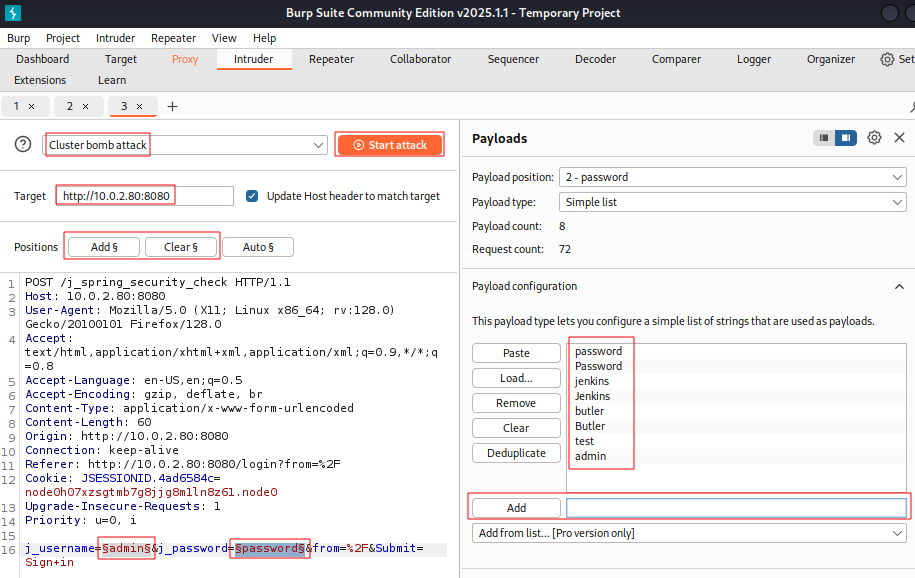 Burp Suite Community Edition v2025.1.1 - Temporary Project
Burp Project Intruder Repeater View Help
Dashboard Target Proxy Intruder Repeater Collaborator Sequencer Decoder Comparer Logger Organizer Set
Extensions Learn
1 × 2 × 3 × +
? Cluster bomb attack Start attack
Target http://10.0.2.80:8080 Update Host header to match target
Positions Add § Clear § Auto §
1 POST /j_spring_security_check HTTP/1.1
2 Host: 10.0.2.80:8080
3 User-Agent: Mozilla/5.0 (X11; Linux x86_64; rv:128.0)
Gecko/20100101 Firefox/128.0
4 Accept:
text/html,application/xhtml+xml,application/xml;q=0.9,*/*;q
=0.8
5 Accept-Language: en-US,en;q=0.5
6 Accept-Encoding: gzip, deflate, br
7 Content-Type: application/x-www-form-urlencoded
8 Content-Length: 60
9 Origin: http://10.0.2.80:8080
10 Connection: keep-alive
11 Referer: http://10.0.2.80:8080/login?from=%2F
12 Cookie: JSESSIONID.4ad6584c=
node0h07xzsgtmb7g8jjg8m1ln8z61.node0
13 Upgrade-Insecure-Requests: 1
14 Priority: u=0, i
15
16 j_username=§admin§&j_password=§password§&from=%2F&Submit=
Sign+in
Payloads
Payload position: 2 - password
Payload type: Simple list
Payload count: 8
Request count: 72
Payload configuration
This payload type lets you configure a simple list of strings that are used as payloads.
Paste
Load...
Remove
Clear
Deduplicate
password
Password
jenkins
Jenkins
butler
Butler
test
admin
Add
Add from list... [Pro version only]